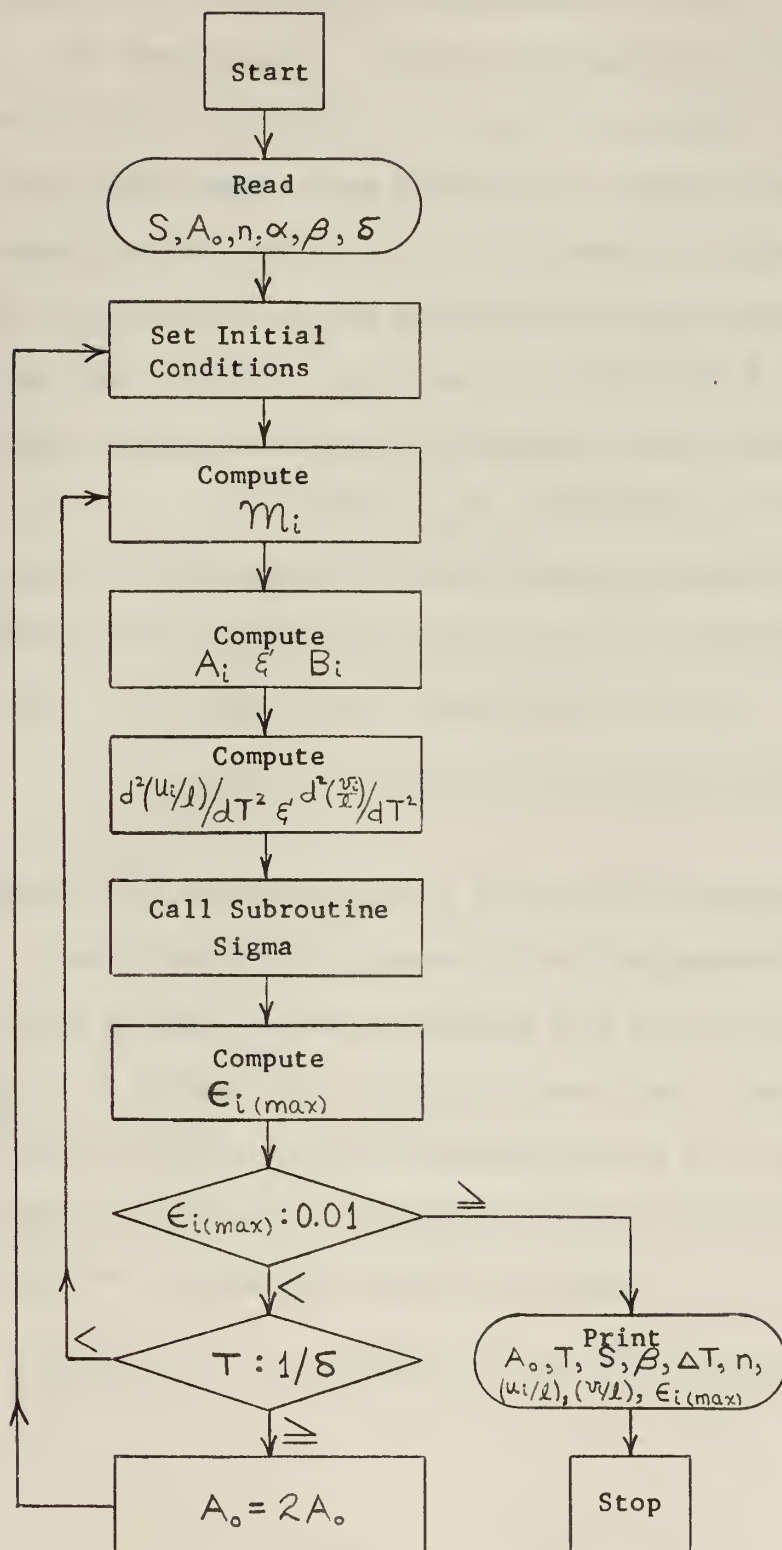 Start
Read
S, A₀, n, α, β, δ
Set Initial
Conditions
Compute
mᵢ
Compute
Aᵢ & Bᵢ
Compute
d²(uᵢ/l)/dT² & d²(vᵢ/l)/dT²
Call Subroutine
Sigma
Compute
ϵᵢ(max)
ϵᵢ(max) : 0.01
≥
<
T : 1/δ
<
≥
Print
A₀, T, S, β, ΔT, n,
(uᵢ/l), (vᵢ/l), ϵᵢ(max)
A₀ = 2A₀
Stop